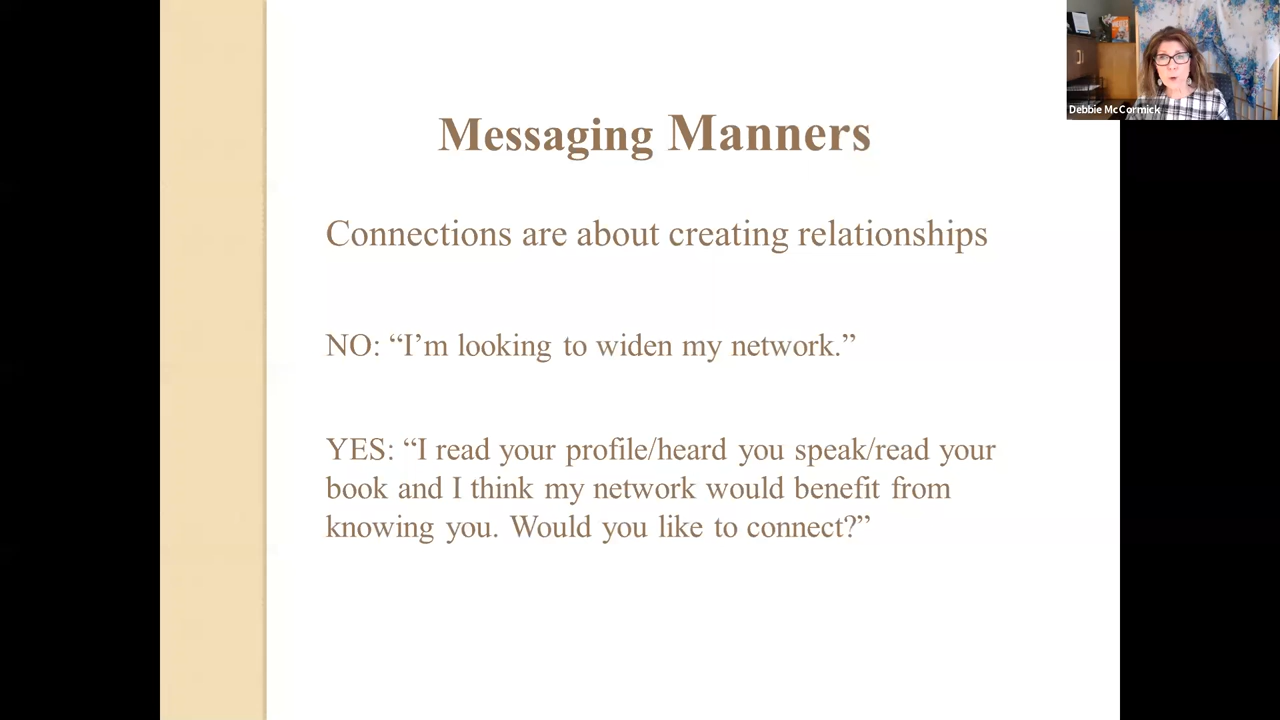 Messaging Manners
Connections are about creating relationships
NO: “I’m looking to widen my network.”
YES: “I read your profile/heard you speak/read your
book and I think my network would benefit from
knowing you. Would you like to connect?”
Debbie McCormick